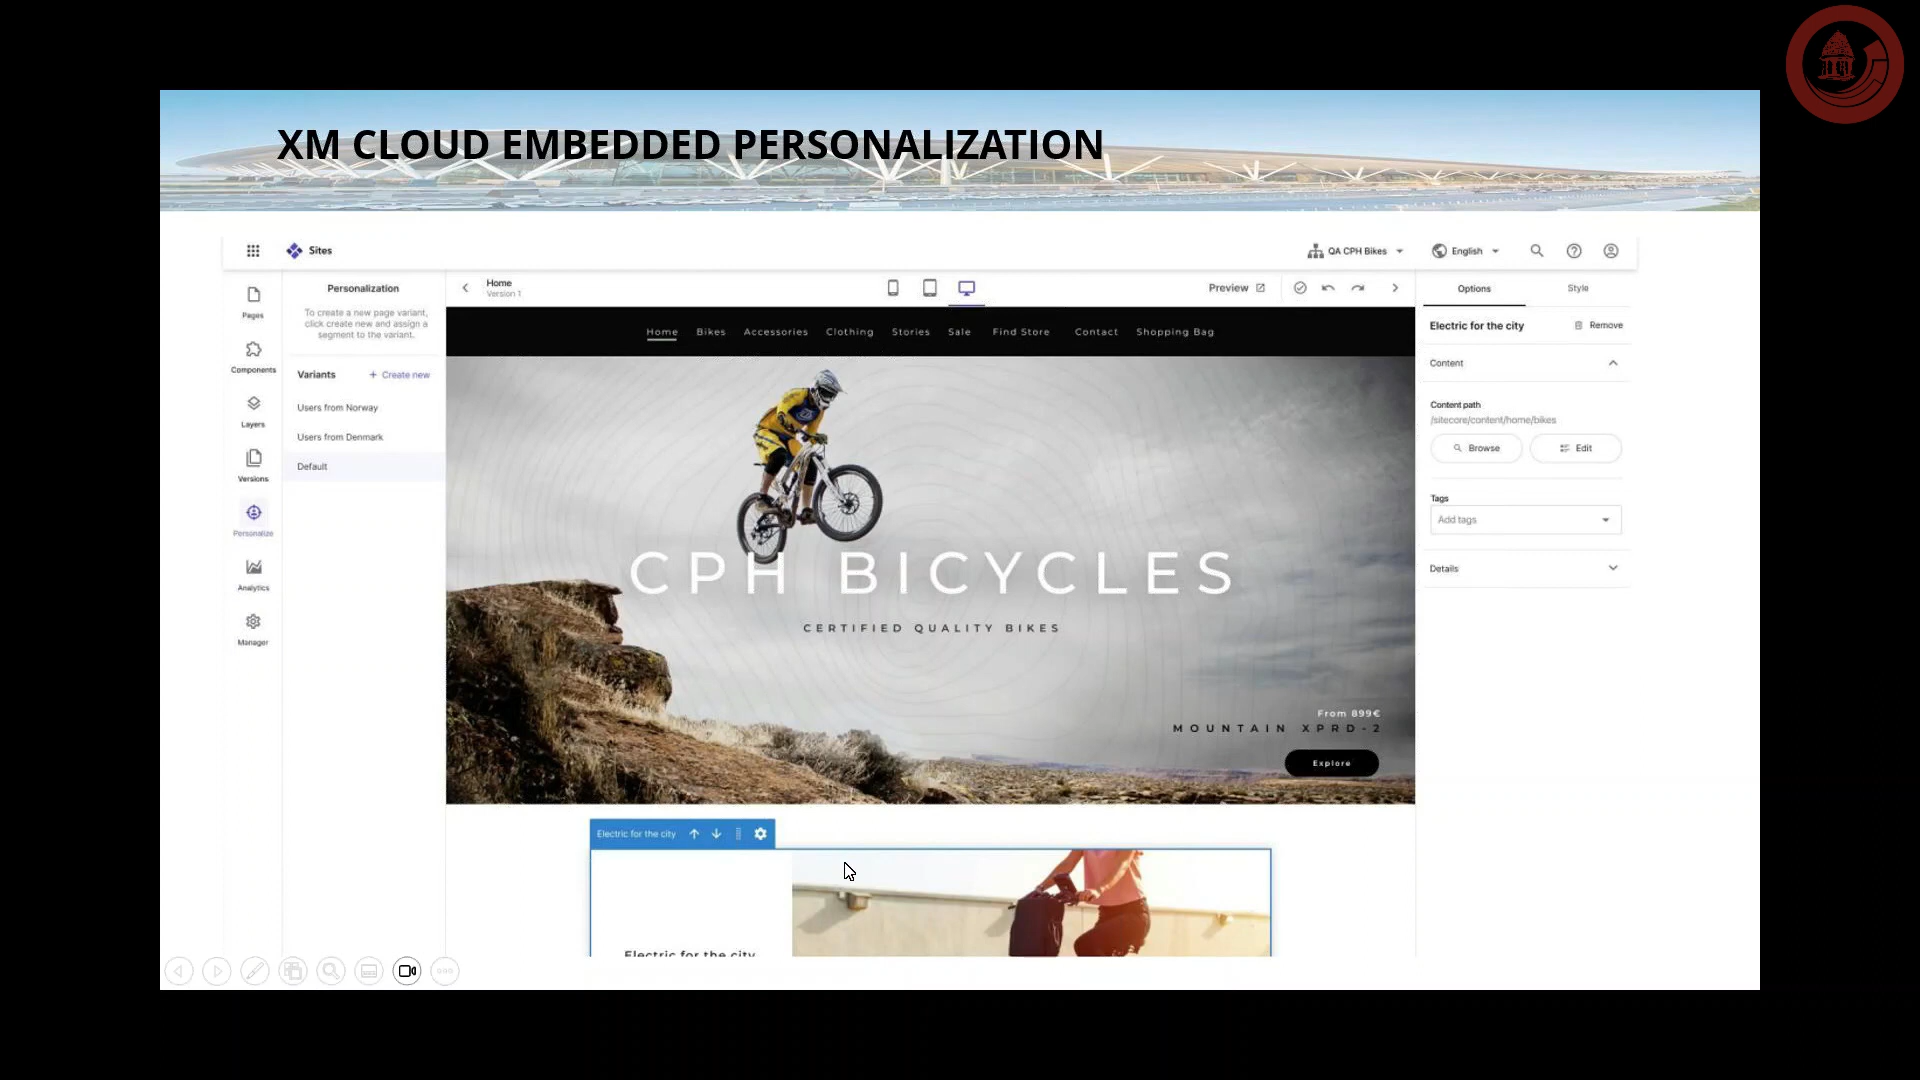 XM CLOUD EMBEDDED PERSONALIZATION
Sites
QA CPH Bikes
English
Pages
Components
Layers
Versions
Personalize
Analytics
Manager
Personalization
To create a new page variant,
click create new and assign a
segment to the variant.
Variants
+ Create new
Users from Norway
Users from Denmark
Default
Home
Version 1
Preview
Home Bikes Accessories Clothing Stories Sale Find Store Contact Shopping Bag
CPH BICYCLES
CERTIFIED QUALITY BIKES
From 899€
MOUNTAIN XPRD-2
Explore
Electric for the city
Electric for the city
Options
Style
Electric for the city
Remove
Content
Content path
/sitecore/content/home/bikes
Browse
Edit
Tags
Add tags
Details